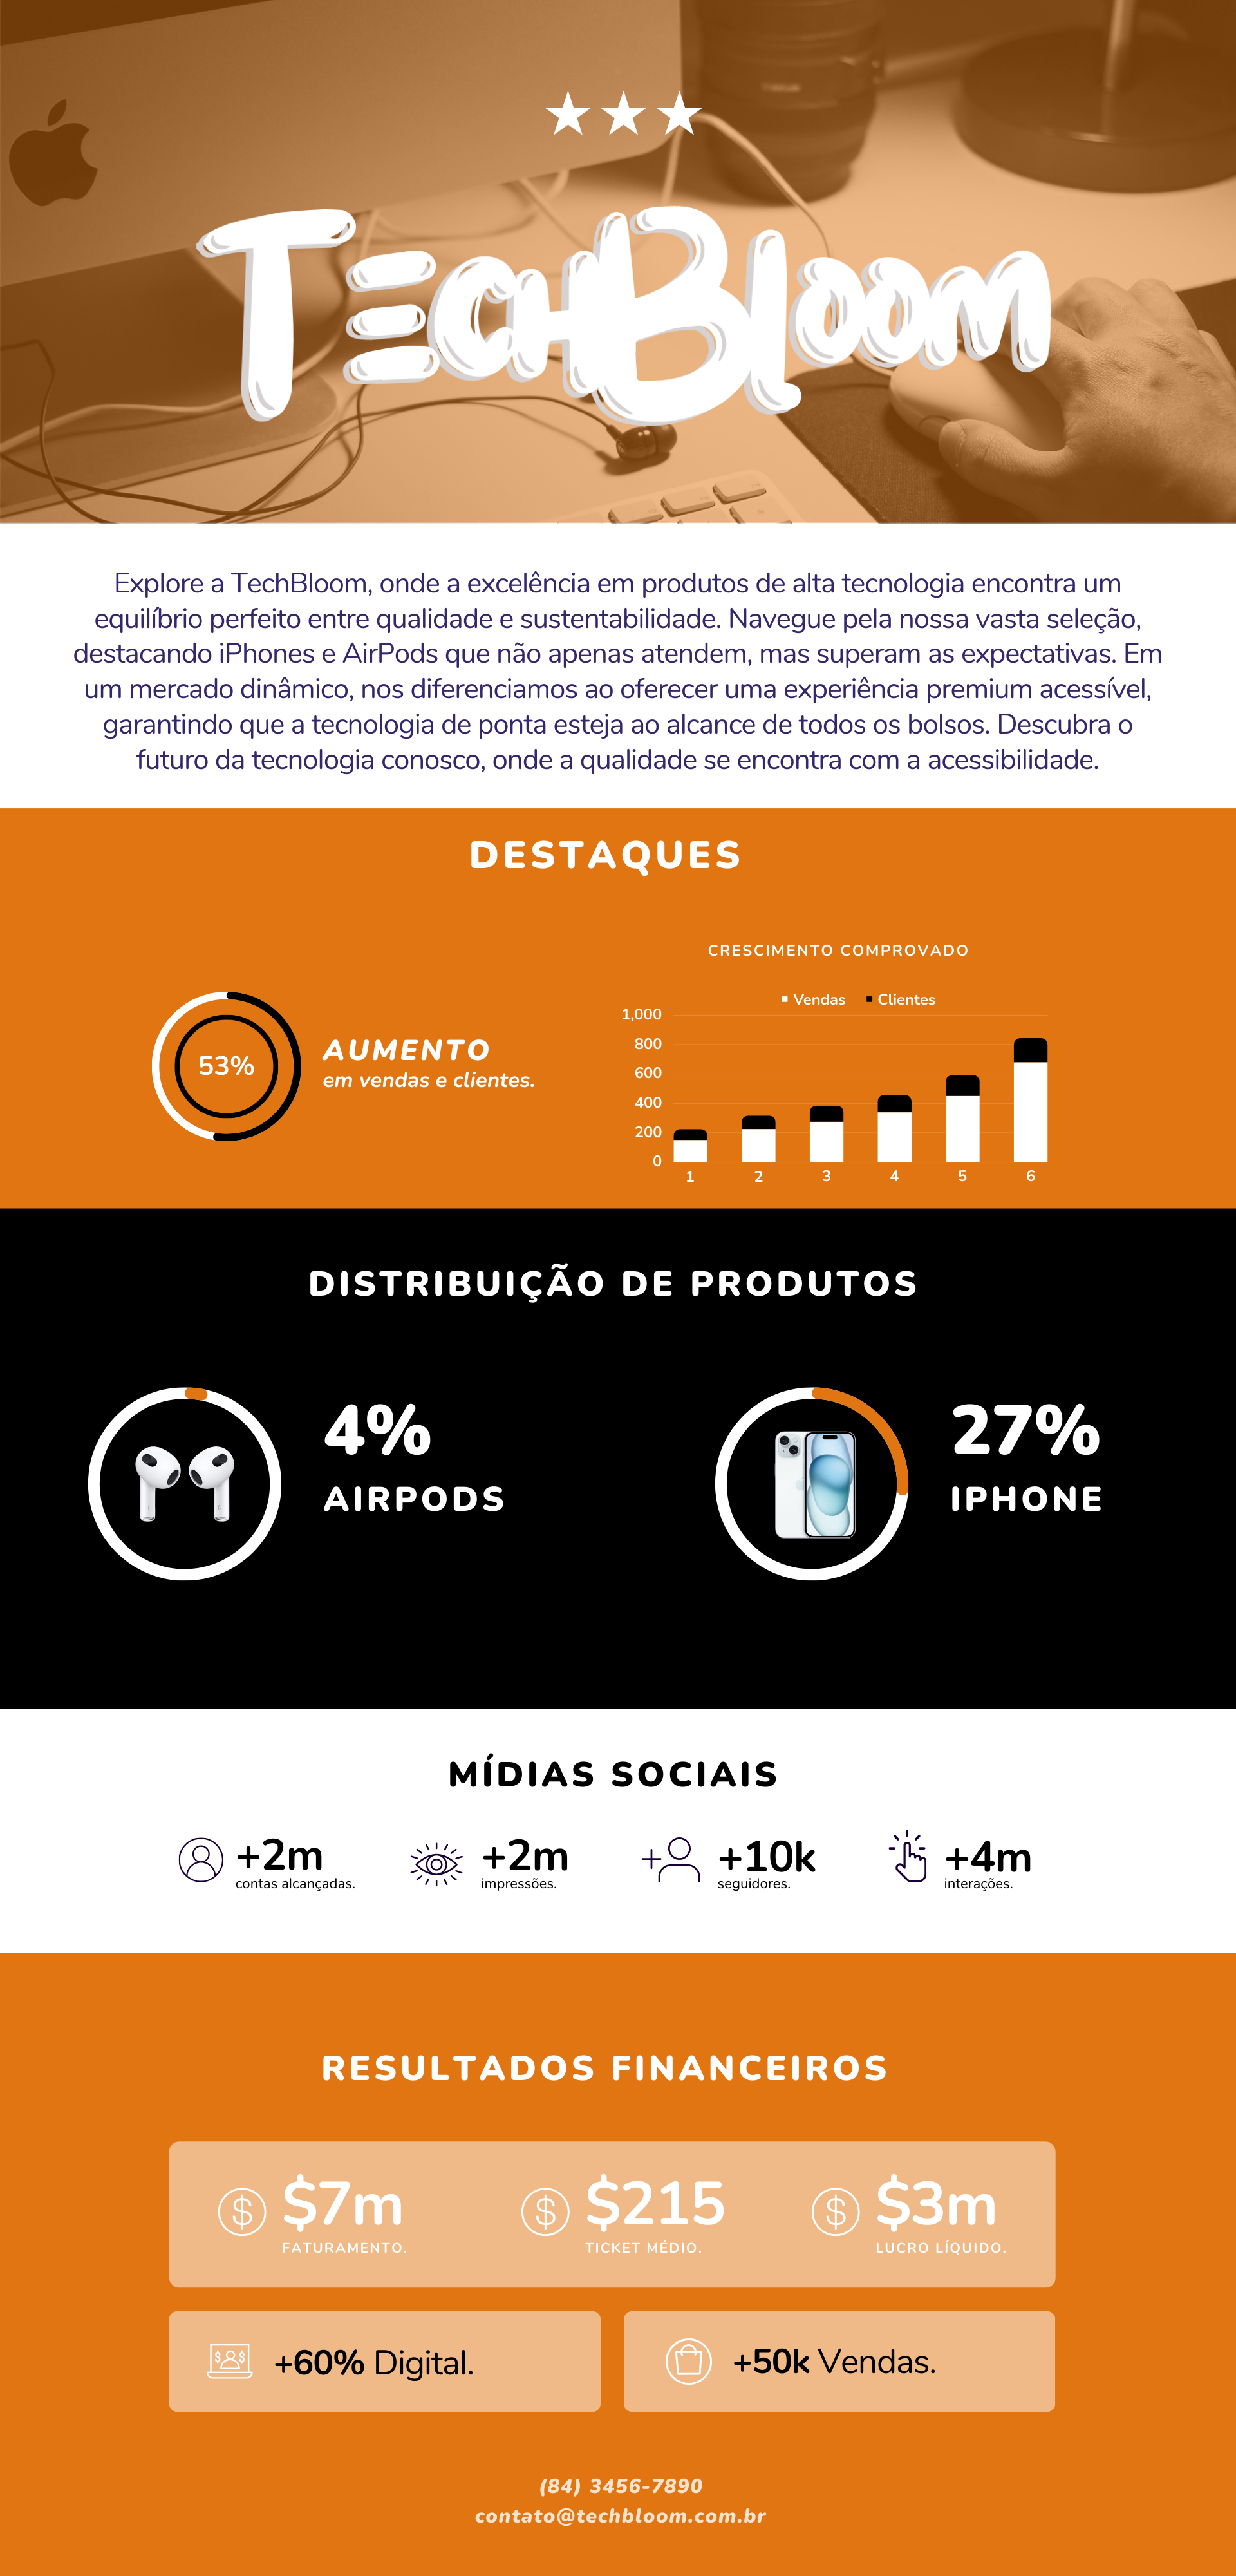 TechBloom
Explore a TechBloom, onde a excelência em produtos de alta tecnologia encontra um
equilíbrio perfeito entre qualidade e sustentabilidade. Navegue pela nossa vasta seleção,
destacando iPhones e AirPods que não apenas atendem, mas superam as expectativas. Em
um mercado dinâmico, nos diferenciamos ao oferecer uma experiência premium acessível,
garantindo que a tecnologia de ponta esteja ao alcance de todos os bolsos. Descubra o
futuro da tecnologia conosco, onde a qualidade se encontra com a acessibilidade.
DESTAQUES
53%
AUMENTO
em vendas e clientes.
CRESCIMENTO COMPROVADO
Vendas Clientes
1,000
800
600
400
200
0
1 2 3 4 5 6
DISTRIBUIÇÃO DE PRODUTOS
4%
AIRPODS
27%
IPHONE
MÍDIAS SOCIAIS
+2m
contas alcançadas.
+2m
impressões.
+10k
seguidores.
+4m
interações.
RESULTADOS FINANCEIROS
$7m
FATURAMENTO.
$215
TICKET MÉDIO.
$3m
LUCRO LÍQUIDO.
+60% Digital.
+50k Vendas.
(84) 3456-7890
contato@techbloom.com.br